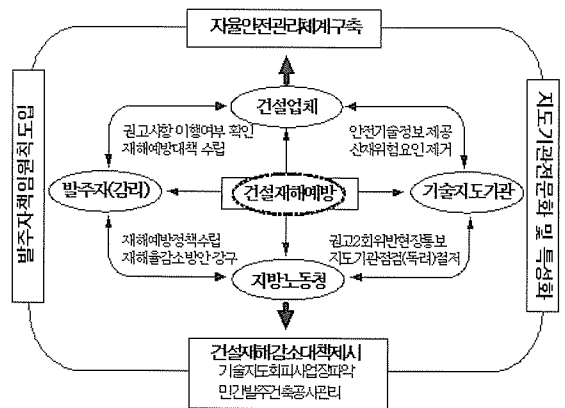 자율안전관리체계구축
건설업체
권고사항 이행여부 확인
재해예방대책 수립
안전기술정보 제공
산재위험요인 제거
발주자책임원칙도입
발주자(감리)
건설재해예방
기술지도기관
지도기관전문화 및 특성화
재해예방정책수립
재해율감소방안 강구
권고2회위반현장통보
지도기관점검(독려)철저
지방노동청
건설재해감소대책제시
기술지도회피사업장파악
민간발주건축공사관리